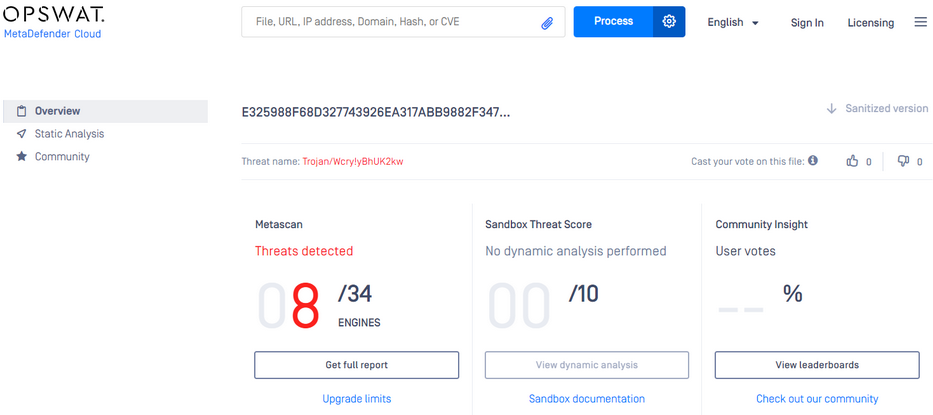 OPSWAT.
MetaDefender Cloud
File, URL, IP address, Domain, Hash, or CVE
Process
English
Sign In
Licensing
Overview
Static Analysis
Community
E325988F68D327743926EA317ABB9882F347...
Sanitized version
Threat name: Trojan/Wcry!yBhUK2kw
Cast your vote on this file:
0
0
Metascan
Threats detected
08 /34
ENGINES
Get full report
Upgrade limits
Sandbox Threat Score
No dynamic analysis performed
00 /10
View dynamic analysis
Sandbox documentation
Community Insight
User votes
__ %
View leaderboards
Check out our community